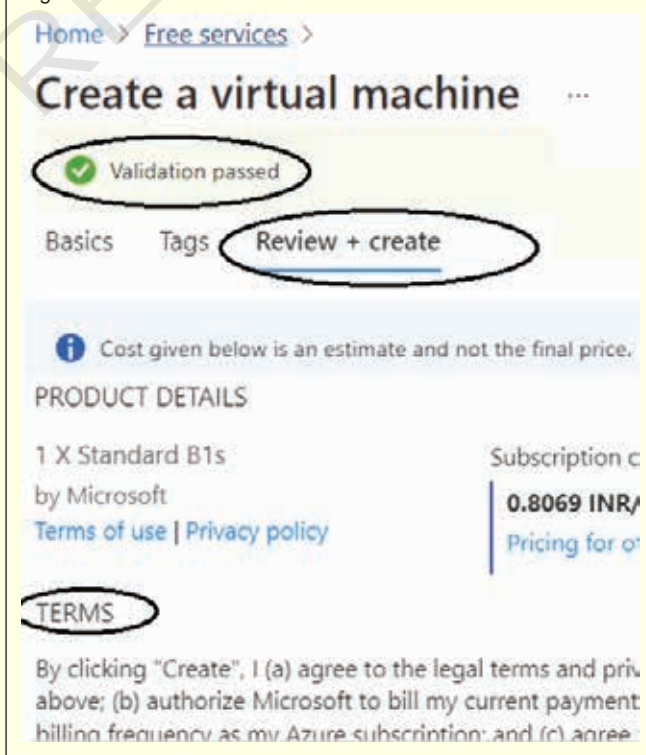 Home > Free services >
Create a virtual machine ...
Validation passed
Basics Tags Review + create
Cost given below is an estimate and not the final price.
PRODUCT DETAILS
1 X Standard B1s
by Microsoft
Terms of use | Privacy policy
Subscription c
0.8069 INR/
Pricing for o
TERMS
By clicking "Create", I (a) agree to the legal terms and priv
above; (b) authorize Microsoft to bill my current payment
billing frequency as my Azure subscription; and (c) agree